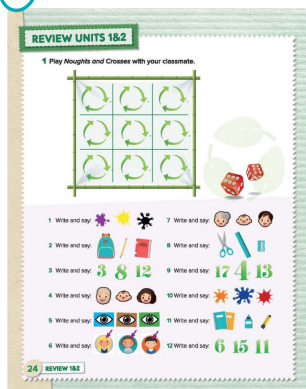 REVIEW UNITS 1&2
1 Play Noughts and Crosses with your classmate.
1 Write and say:
2 Write and say:
3 Write and say: 3 8 12
4 Write and say:
5 Write and say:
6 Write and say:
7 Write and say:
8 Write and say:
9 Write and say: 17 4 13
10 Write and say:
11 Write and say:
12 Write and say: 6 15 11
24 REVIEW 1&2